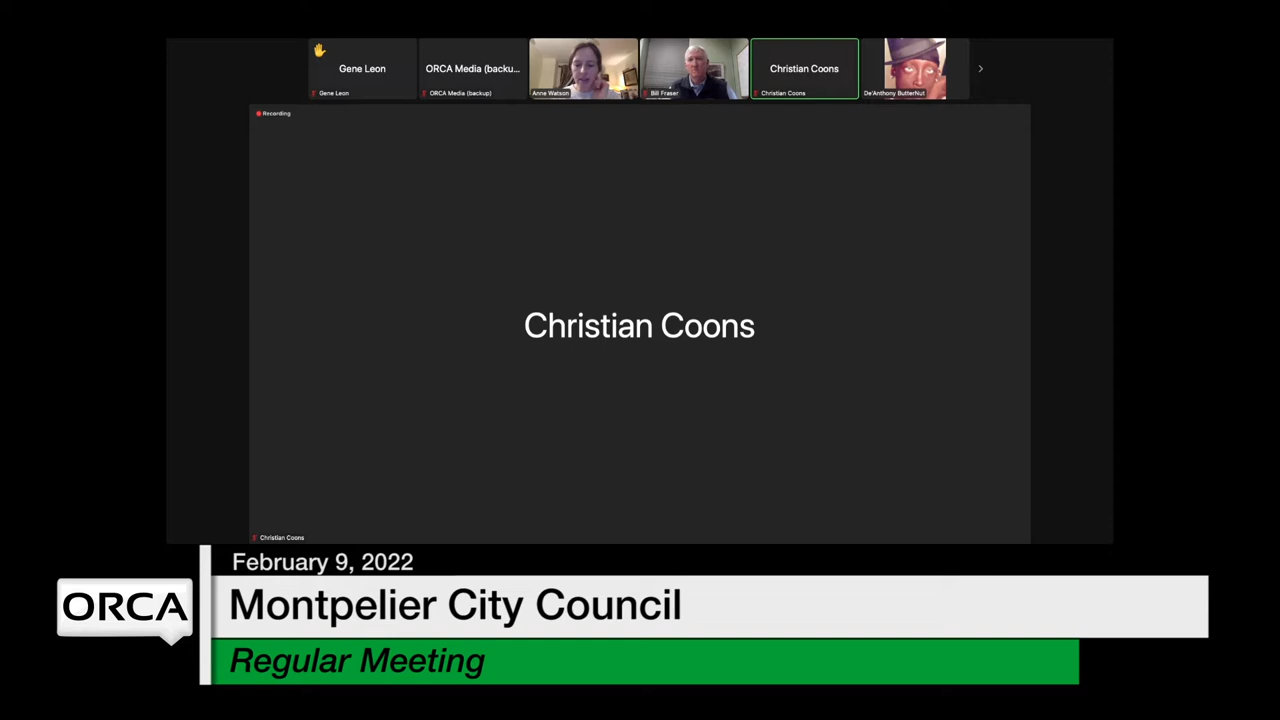 Gene Leon
ORCA Media (backu...
Christian Coons
Gene Leon
ORCA Media (backup)
Anne Watson
Bill Fraser
Christian Coons
De'Anthony ButterNut
Recording
Christian Coons
Christian Coons
February 9, 2022
ORCA
Montpelier City Council
Regular Meeting